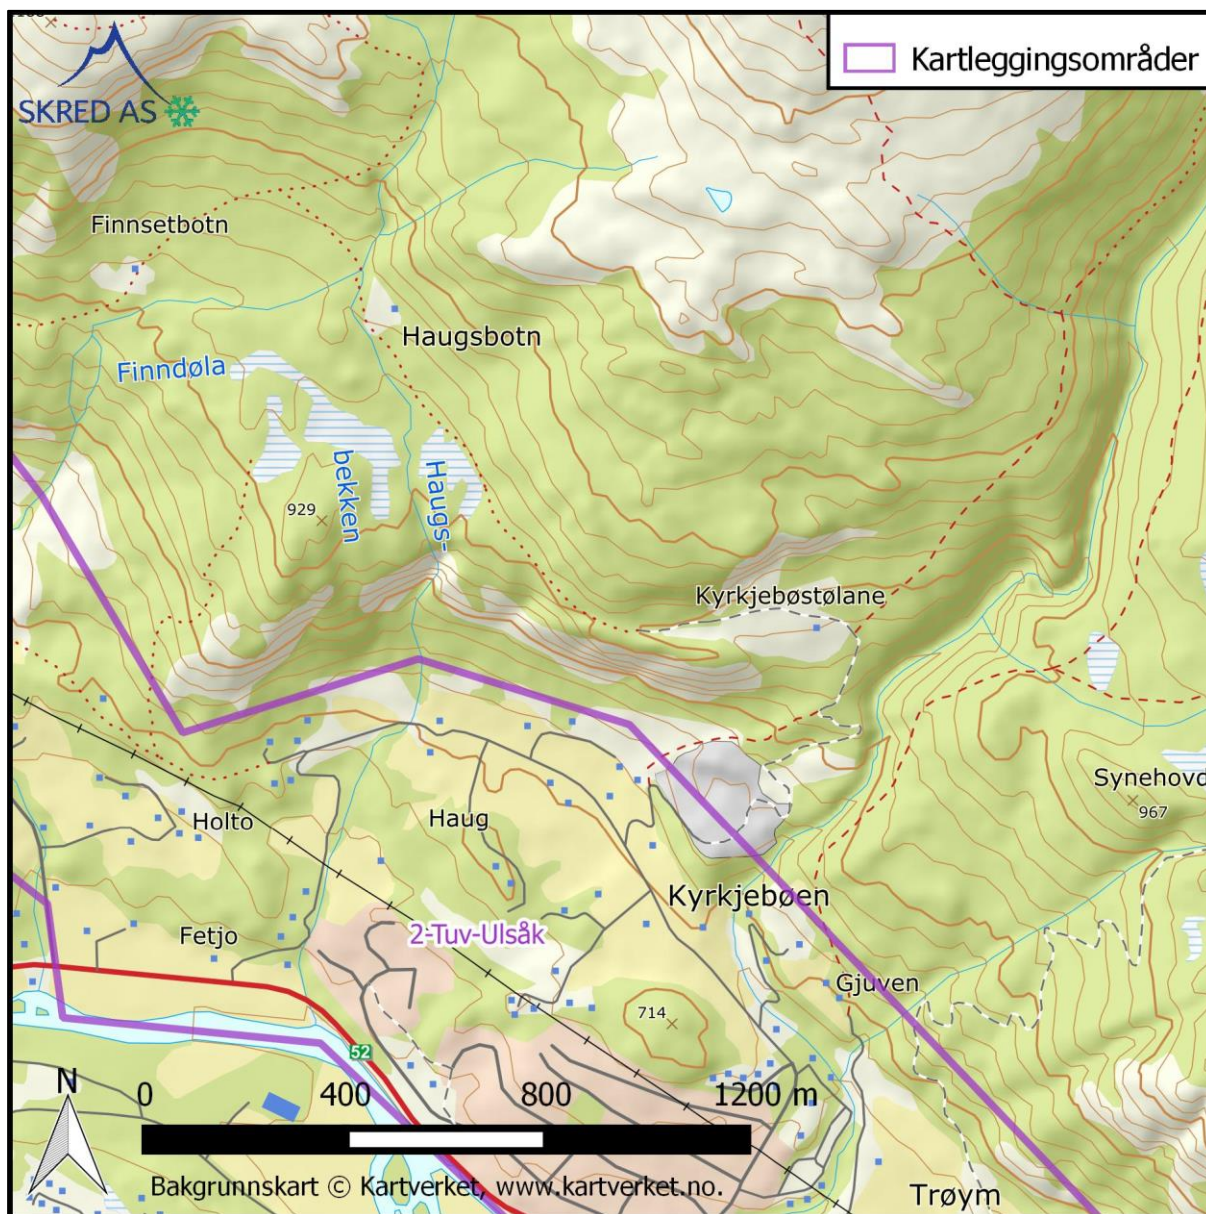 Kartleggingsområder
SKRED AS
Finnsetbotn
Haugsbotn
Finndøla
Haugs-
bekken
929
Kyrkjebøstølane
Synehovd
967
Holto
Haug
Kyrkjebøen
Fetjo
2-Tuv-Ulsåk
Gjuven
714
52
N
0 400 800 1200 m
Bakgrunnskart © Kartverket, www.kartverket.no.
Trøym